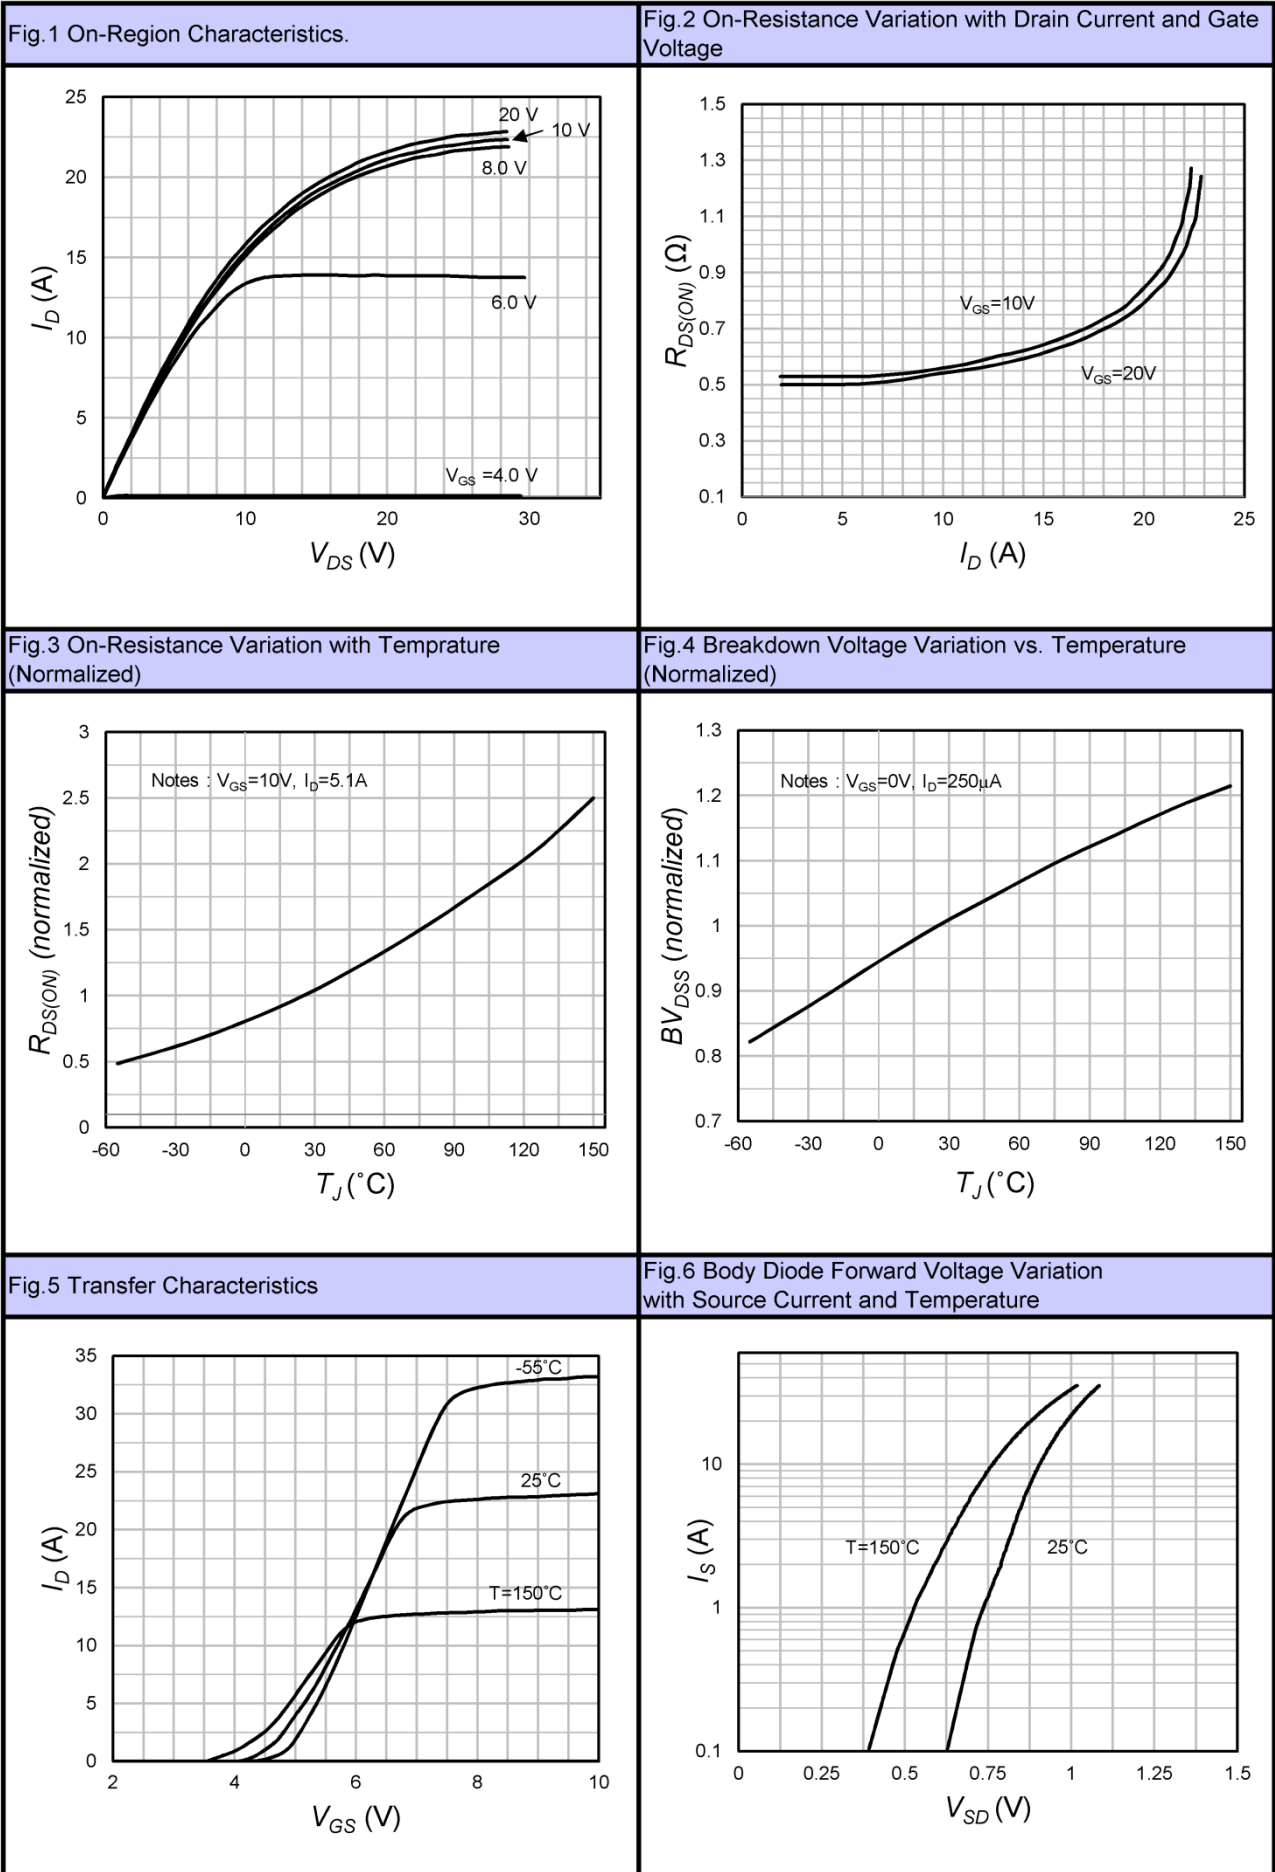 Fig.1 On-Region Characteristics.
Fig.2 On-Resistance Variation with Drain Current and Gate
Voltage
25
20
15
10
5
0
0
10
20
30
I_D (A)
V_DS (V)
20 V
10 V
8.0 V
6.0 V
V_GS =4.0 V
1.5
1.3
1.1
0.9
0.7
0.5
0.3
0.1
0
5
10
15
20
25
R_DS(ON) (Ω)
I_D (A)
V_GS=10V
V_GS=20V
Fig.3 On-Resistance Variation with Temprature
(Normalized)
Fig.4 Breakdown Voltage Variation vs. Temperature
(Normalized)
3
2.5
2
1.5
1
0.5
0
-60
-30
0
30
60
90
120
150
R_DS(ON) (normalized)
T_J (˚C)
Notes : V_GS=10V, I_D=5.1A
1.3
1.2
1.1
1
0.9
0.8
0.7
-60
-30
0
30
60
90
120
150
BV_DSS (normalized)
T_J (˚C)
Notes : V_GS=0V, I_D=250μA
Fig.5 Transfer Characteristics
Fig.6 Body Diode Forward Voltage Variation
with Source Current and Temperature
35
30
25
20
15
10
5
0
2
4
6
8
10
I_D (A)
V_GS (V)
-55˚C
25˚C
T=150˚C
10
1
0.1
0
0.25
0.5
0.75
1
1.25
1.5
I_S (A)
V_SD (V)
T=150˚C
25˚C